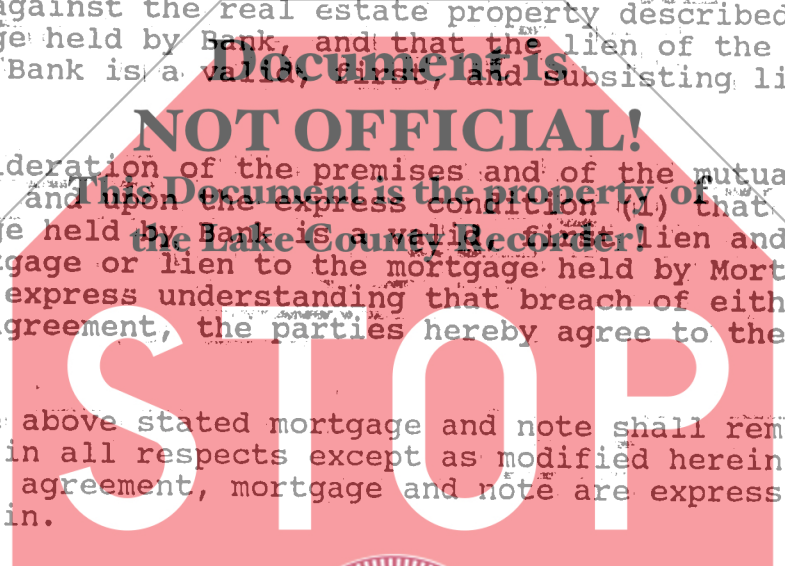 against the real estate property described
ge held by Bank, and that the lien of the
Document is
Bank is a valid, first, and subsisting li
NOT OFFICIAL!
ideration of the premises and of the mutua
This Document is the property of
and upon the express condition (1) that
ge held by Bank is a valid, first lien and
the Lake County Recorder!
tgage or lien to the mortgage held by Mort
express understanding that breach of eith
greement, the parties hereby agree to the
STOP
above stated mortgage and note shall rem
in all respects except as modified herein
agreement, mortgage and note are express
in.